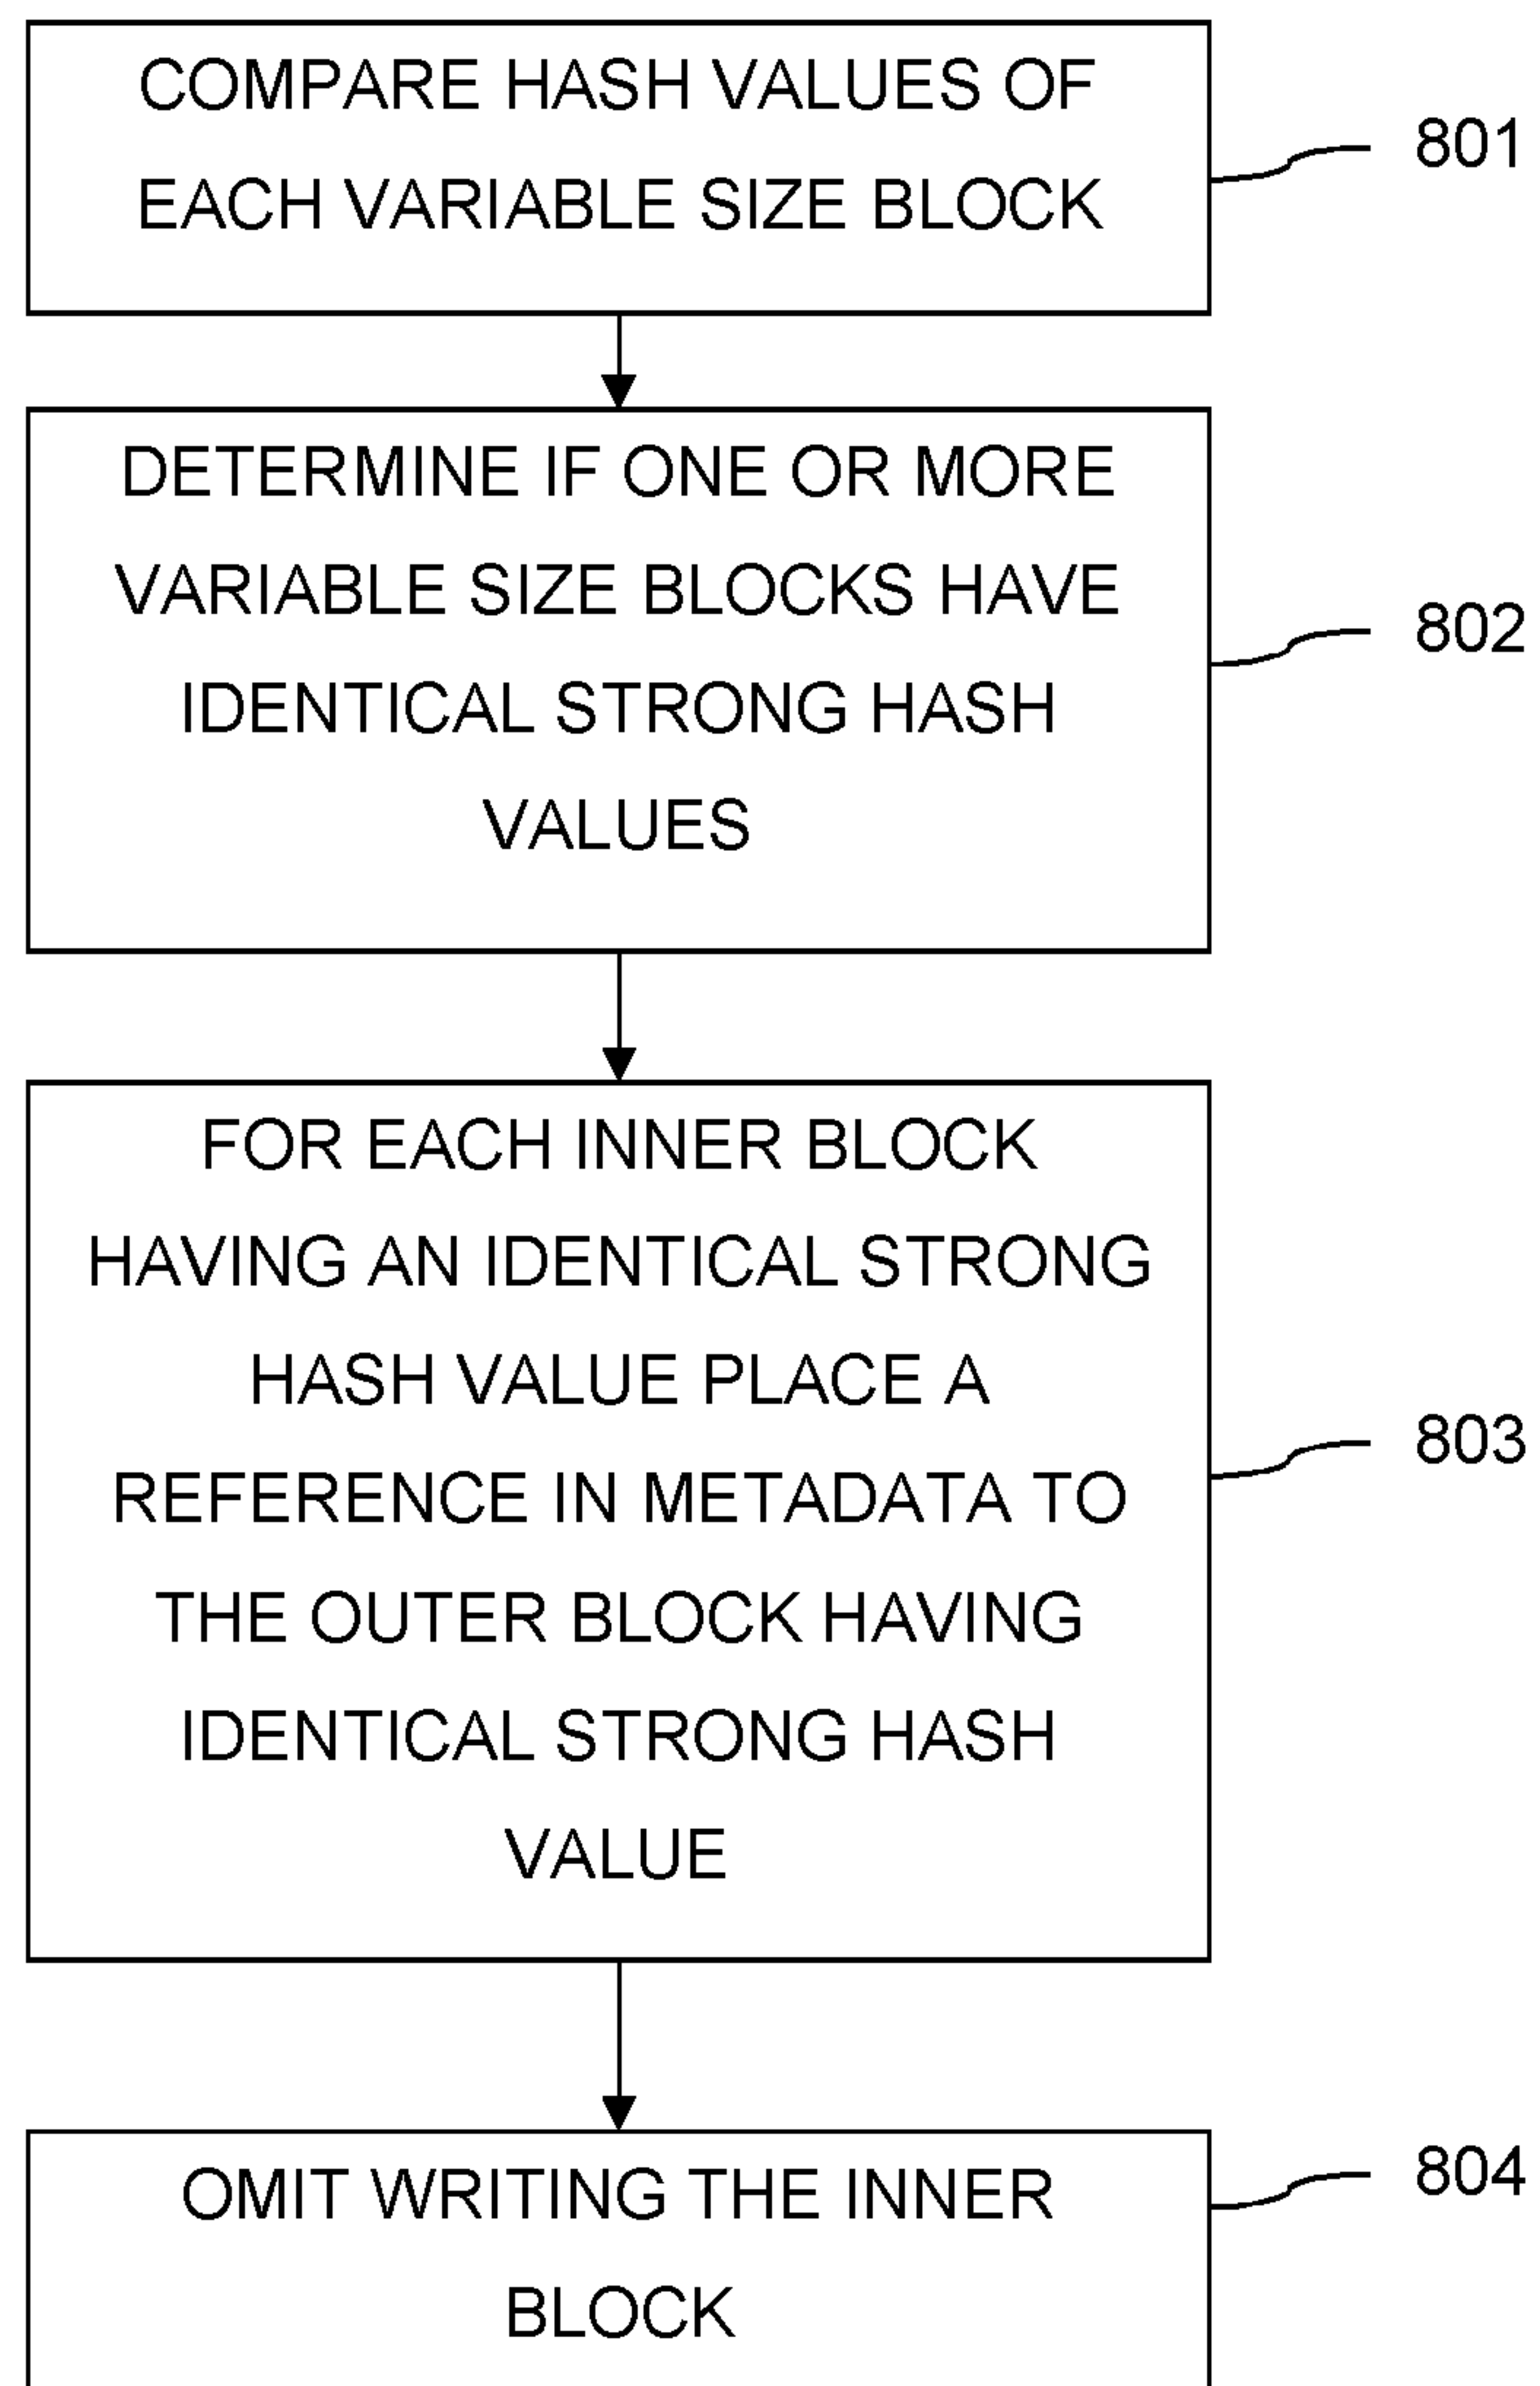 COMPARE HASH VALUES OF
EACH VARIABLE SIZE BLOCK
801
DETERMINE IF ONE OR MORE
VARIABLE SIZE BLOCKS HAVE
IDENTICAL STRONG HASH
VALUES
802
FOR EACH INNER BLOCK
HAVING AN IDENTICAL STRONG
HASH VALUE PLACE A
REFERENCE IN METADATA TO
THE OUTER BLOCK HAVING
IDENTICAL STRONG HASH
VALUE
803
OMIT WRITING THE INNER
BLOCK
804